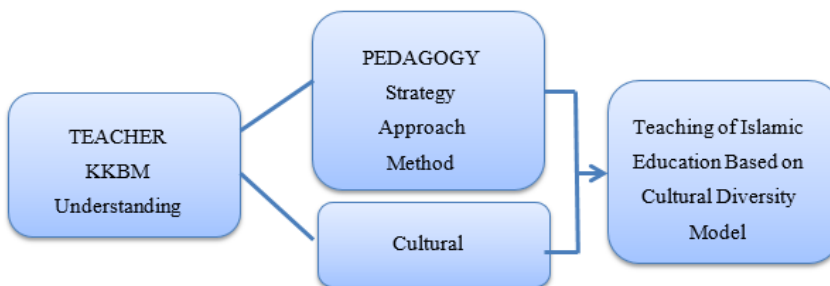 TEACHER
KKBM
Understanding
PEDAGOGY
Strategy
Approach
Method
Cultural
Teaching of Islamic
Education Based on
Cultural Diversity
Model